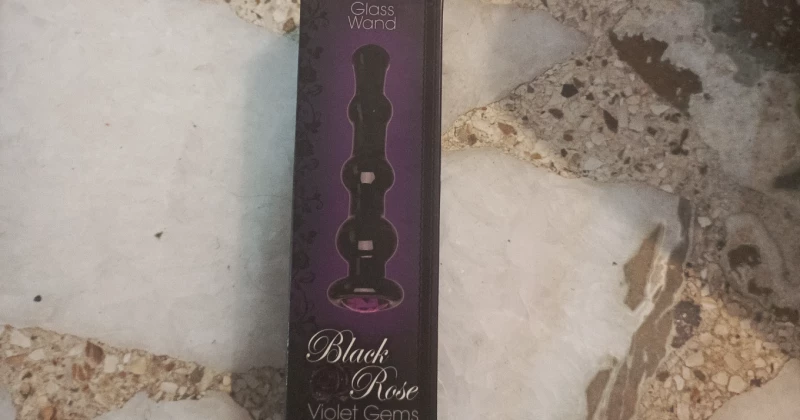 Glass
Wand
Black
Rose
Violet Gems